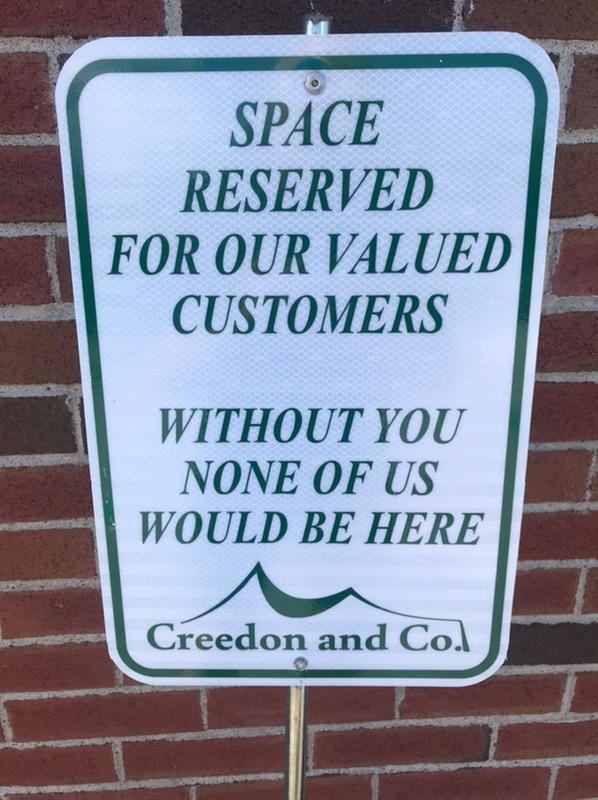 SPACE
RESERVED
FOR OUR VALUED
CUSTOMERS
WITHOUT YOU
NONE OF US
WOULD BE HERE
Creedon and Co.